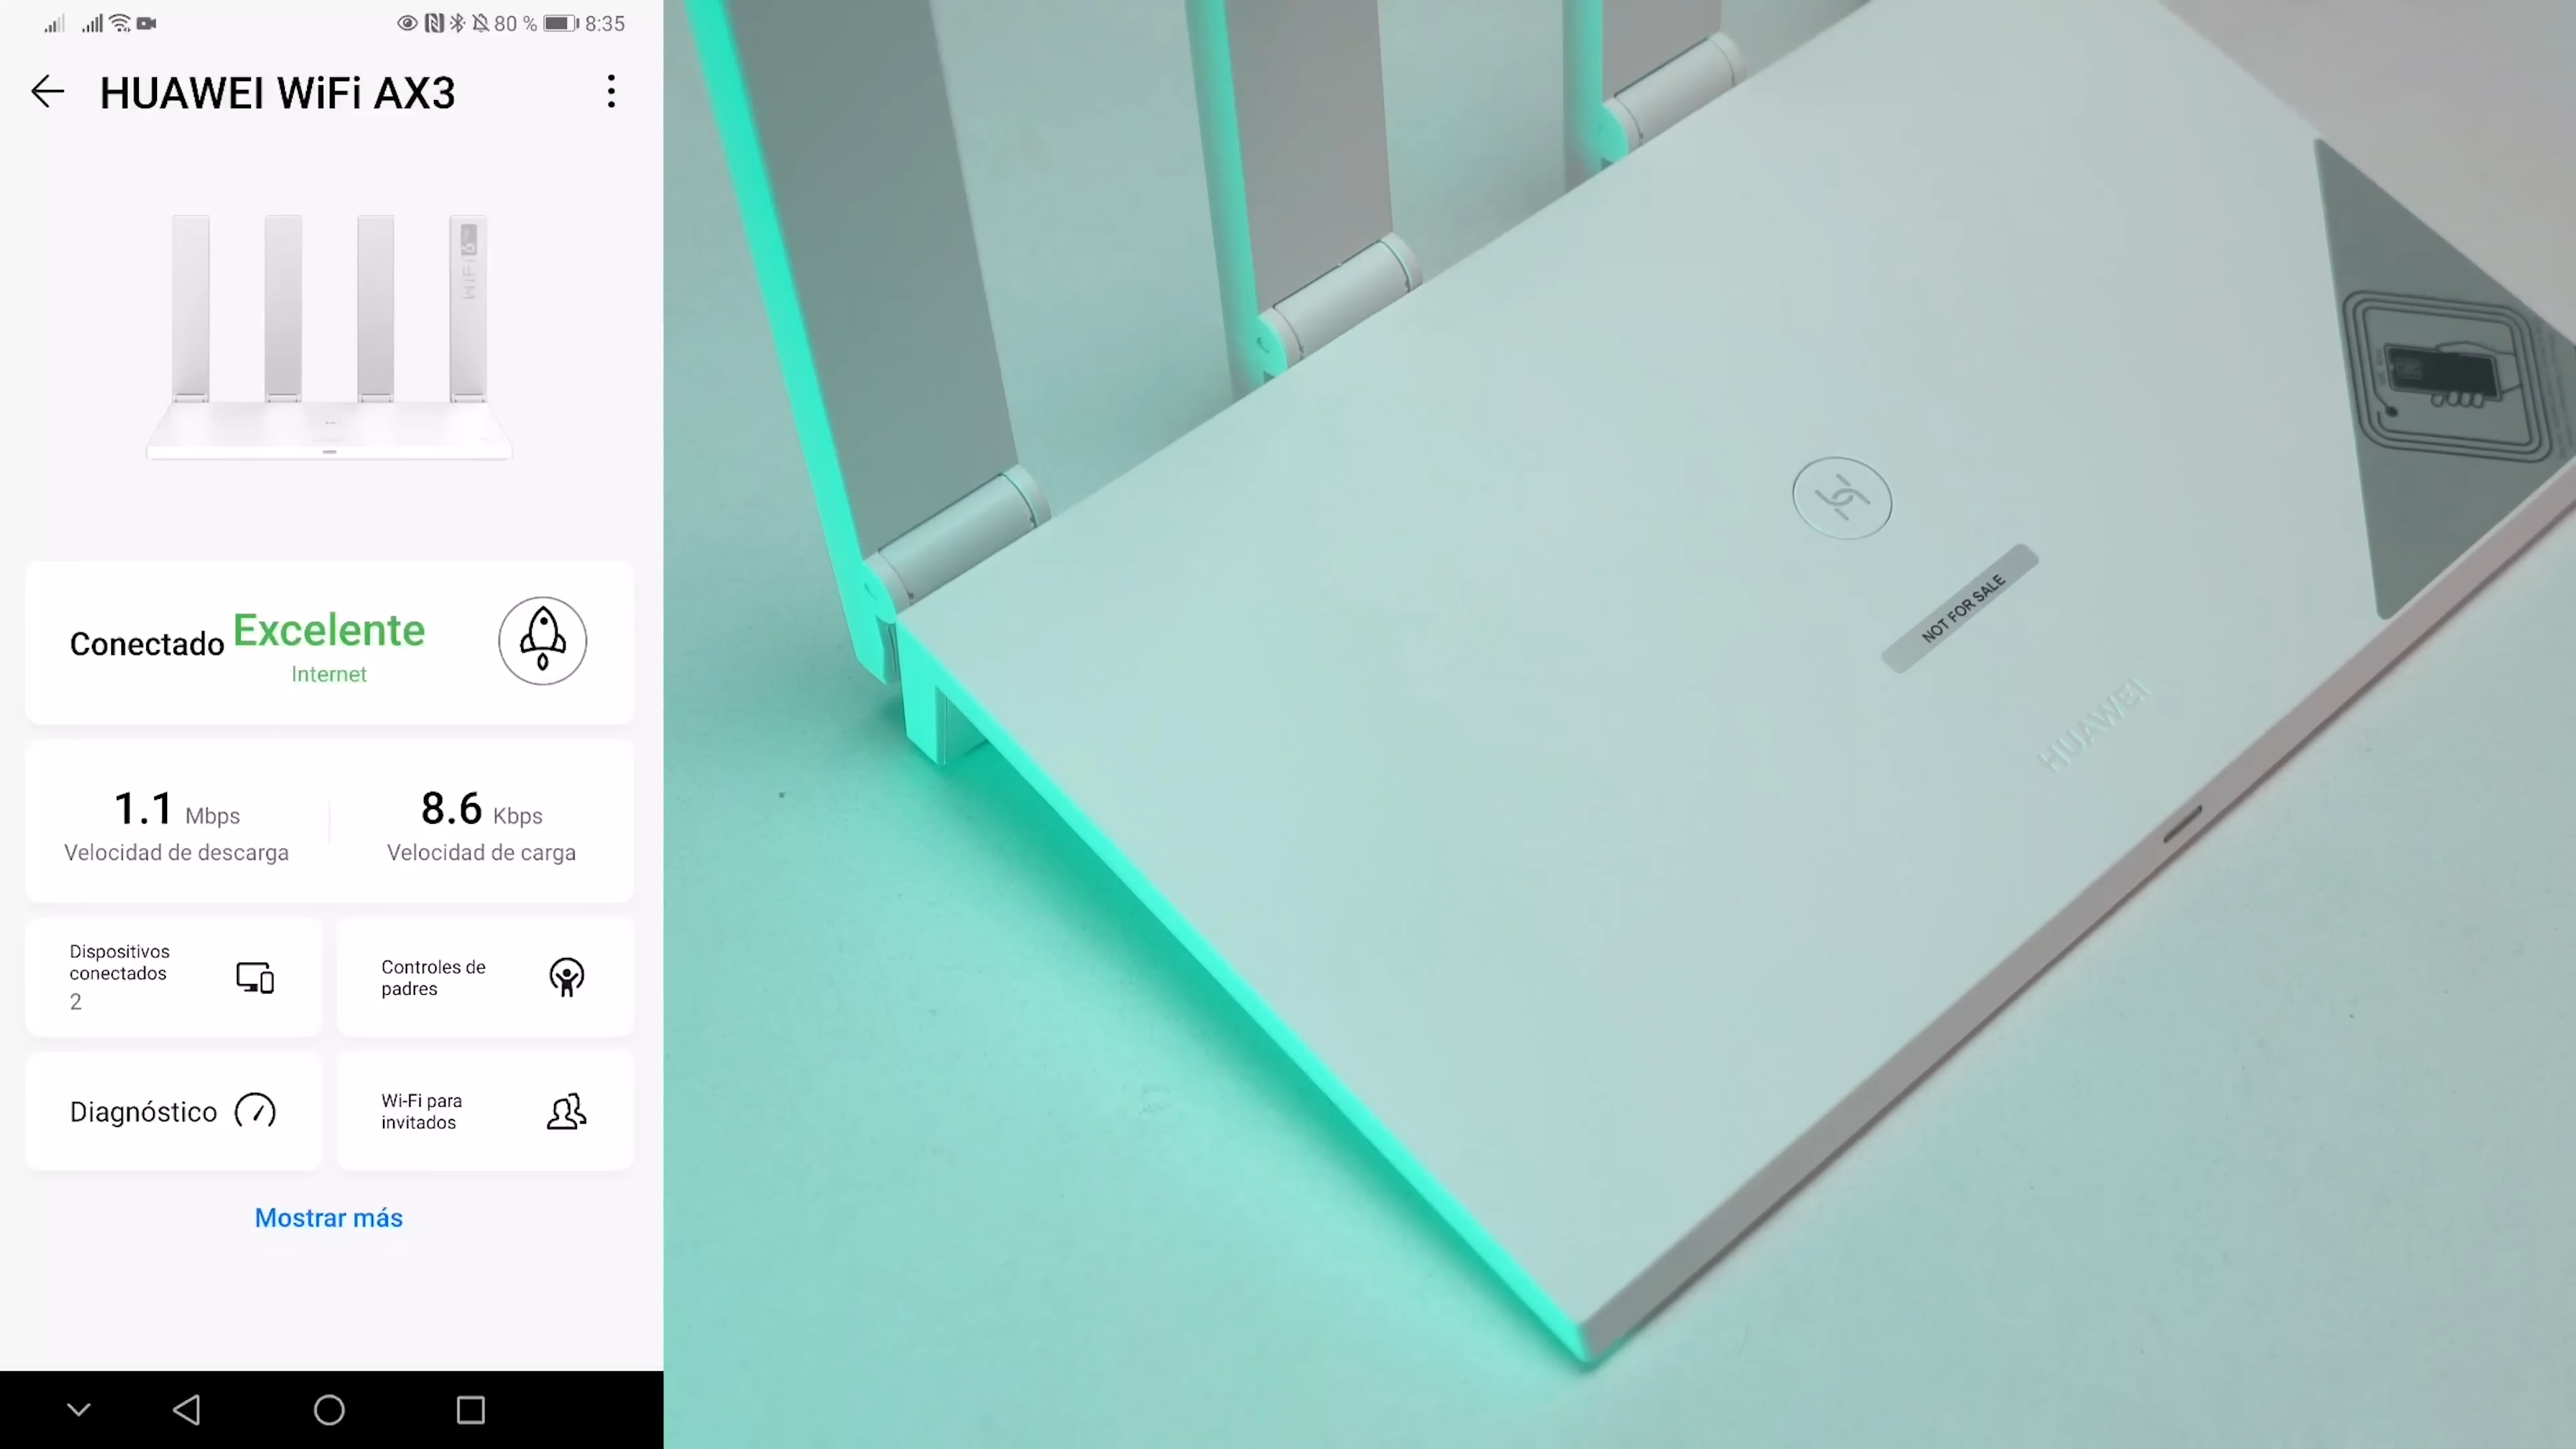 80 % 8:35
HUAWEI WiFi AX3
WiFi 6
Conectado Excelente
Internet
1.1 Mbps
Velocidad de descarga
8.6 Kbps
Velocidad de carga
Dispositivos
conectados
2
Controles de
padres
Diagnóstico
Wi-Fi para
invitados
Mostrar más
NOT FOR SALE
HUAWEI